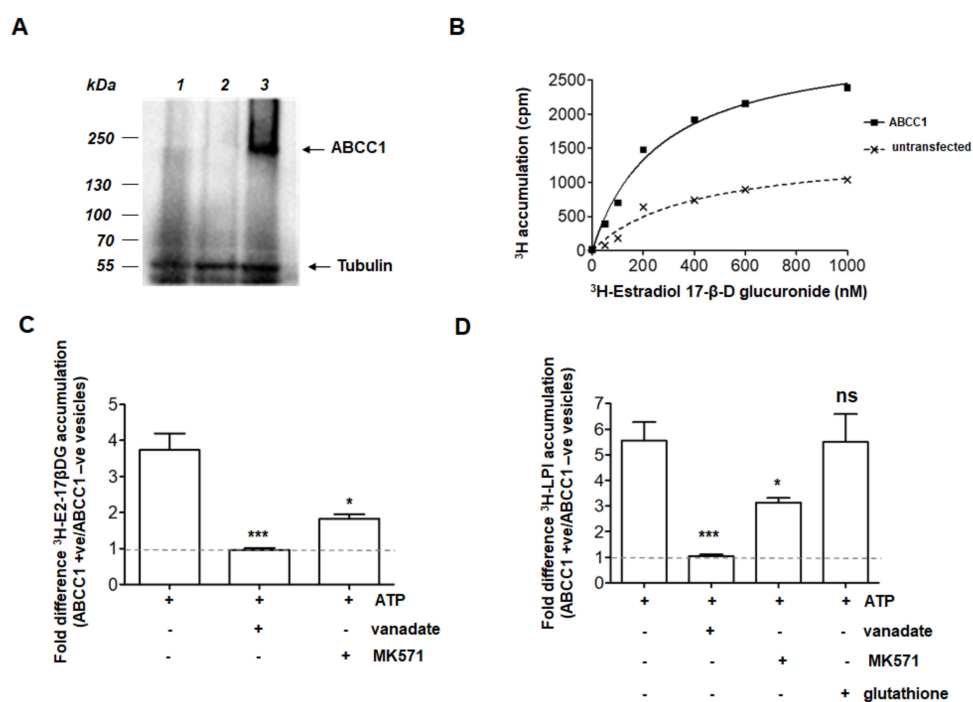 A
kDa 1 2 3
250
130
100
70
55
ABCC1
Tubulin
B
³H accumulation (cpm)
2500
2000
1500
1000
500
0
0 200 400 600 800 1000
³H-Estradiol 17-β-D glucuronide (nM)
ABCC1
untransfected
C
Fold difference ³H-E2-17βDG accumulation
(ABCC1 +ve/ABCC1 –ve vesicles)
5
4
3
2
1
0
***
*
+ + + ATP
- + - vanadate
- - + MK571
D
Fold difference ³H-LPI accumulation
(ABCC1 +ve/ABCC1 –ve vesicles)
7
6
5
4
3
2
1
0
***
*
ns
+ + + + ATP
- + - - vanadate
- - + - MK571
- - - + glutathione